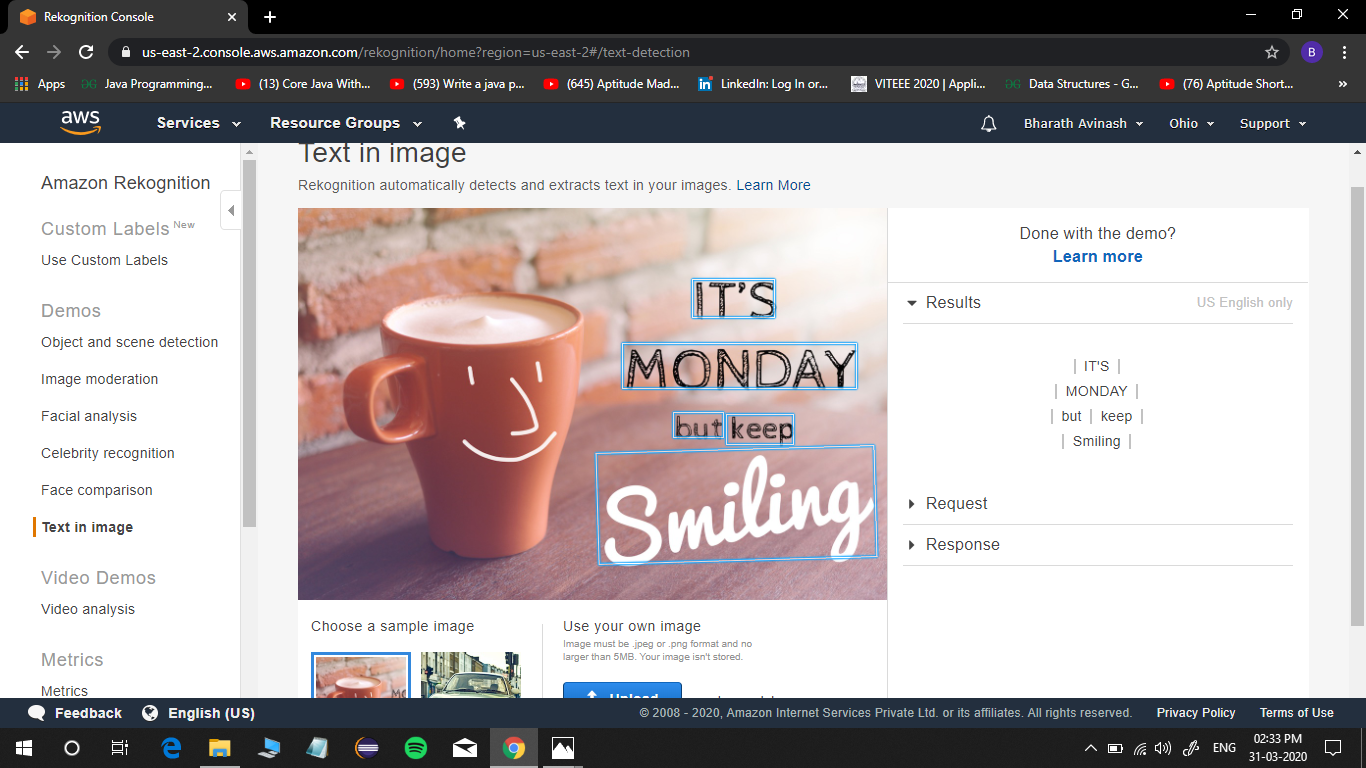 Rekognition Console
us-east-2.console.aws.amazon.com/rekognition/home?region=us-east-2#/text-detection
B
Apps
Java Programming...
(13) Core Java With...
(593) Write a java p...
(645) Aptitude Mad...
LinkedIn: Log In or...
VITEEE 2020 | Appli...
Data Structures - G...
(76) Aptitude Short...
»
aws
Services
Resource Groups
Bharath Avinash
Ohio
Support
Amazon Rekognition
Custom Labels New
Use Custom Labels
Demos
Object and scene detection
Image moderation
Facial analysis
Celebrity recognition
Face comparison
Text in image
Video Demos
Video analysis
Metrics
Metrics
Text in image
Rekognition automatically detects and extracts text in your images. Learn More
IT'S
MONDAY
but keep
Smiling
Choose a sample image
Use your own image
Image must be .jpeg or .png format and no
larger than 5MB. Your image isn't stored.
Upload
Done with the demo?
Learn more
Results
US English only
| IT'S |
| MONDAY |
| but | keep |
| Smiling |
Request
Response
Feedback
English (US)
© 2008 - 2020, Amazon Internet Services Private Ltd. or its affiliates. All rights reserved.
Privacy Policy
Terms of Use
ENG
02:33 PM
31-03-2020